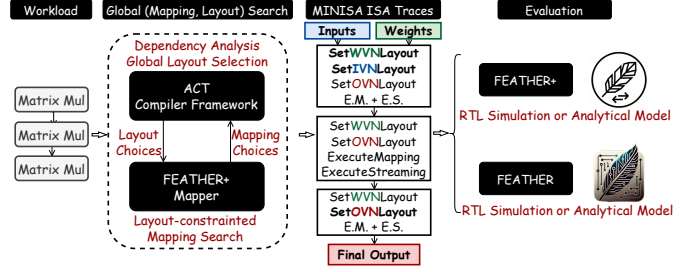 Workload
Global (Mapping, Layout) Search
MINISA ISA Traces
Evaluation
Matrix Mul
Matrix Mul
Matrix Mul
Dependency Analysis
Global Layout Selection
ACT
Compiler Framework
Layout
Choices
Mapping
Choices
FEATHER+
Mapper
Layout-constrainted
Mapping Search
Inputs
Weights
SetWVNLayout
SetIVNLayout
SetOVNLayout
E.M. + E.S.
SetWVNLayout
SetOVNLayout
ExecuteMapping
ExecuteStreaming
SetWVNLayout
SetOVNLayout
E.M. + E.S.
Final Output
FEATHER+
RTL Simulation or Analytical Model
FEATHER
RTL Simulation or Analytical Model